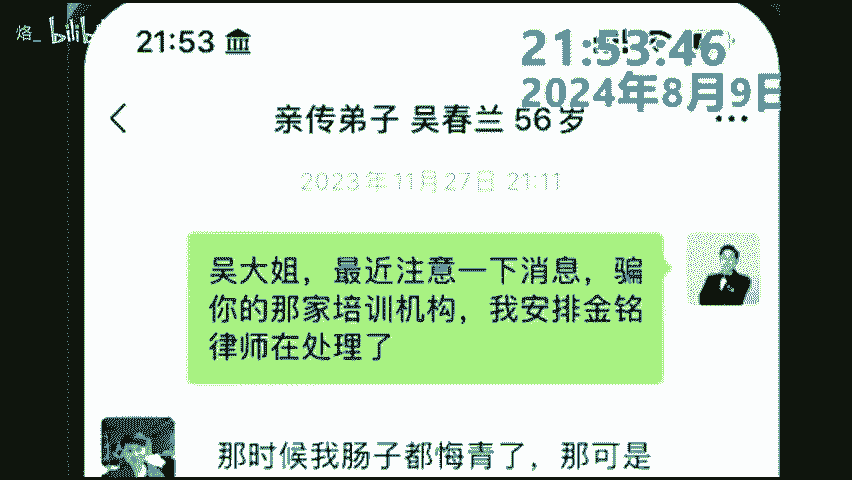 烙_ bilib
21:53
21:53:46
2024年8月9日
亲传弟子 吴春兰 56岁
2023年11月27日 21:11
吴大姐，最近注意一下消息，骗
你的那家培训机构，我安排金铭
律师在处理了
那时候我肠子都悔青了，那可是